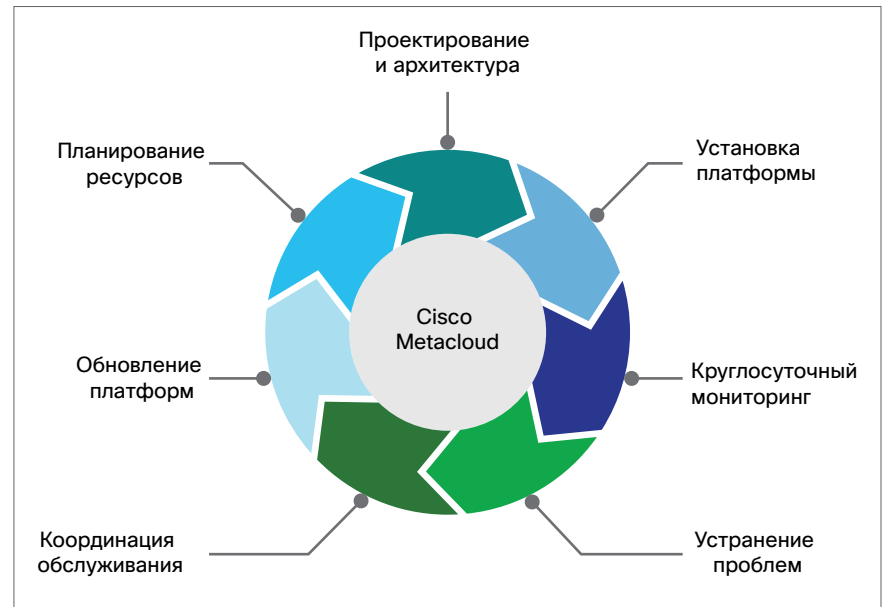 Проектирование
и архитектура
Установка
платформы
Круглосуточный
мониторинг
Устранение
проблем
Координация
обслуживания
Обновление
платформ
Планирование
ресурсов
Cisco
Metacloud